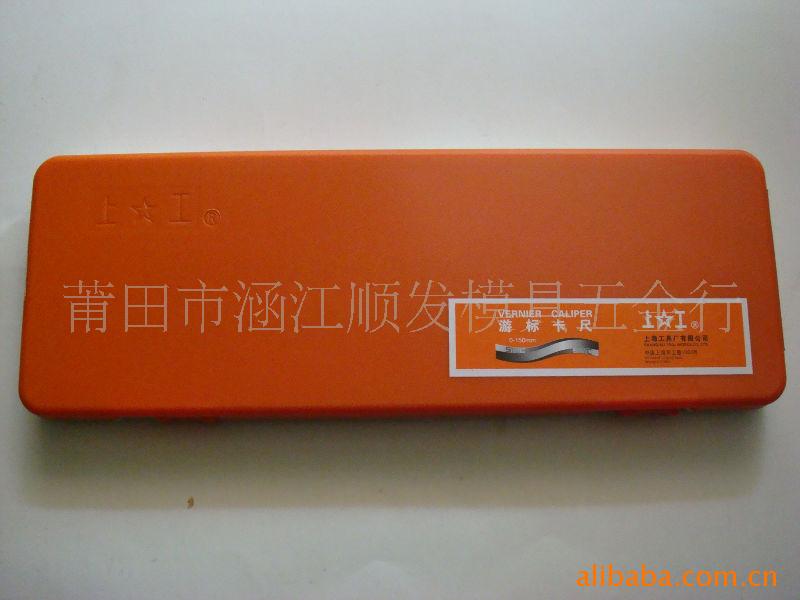 上☆工®
莆田市涵江顺发模具五金行
VERNIER CALIPER
游标卡尺
0-150mm
上☆工®
上海工具厂有限公司
alibaba.com.cn